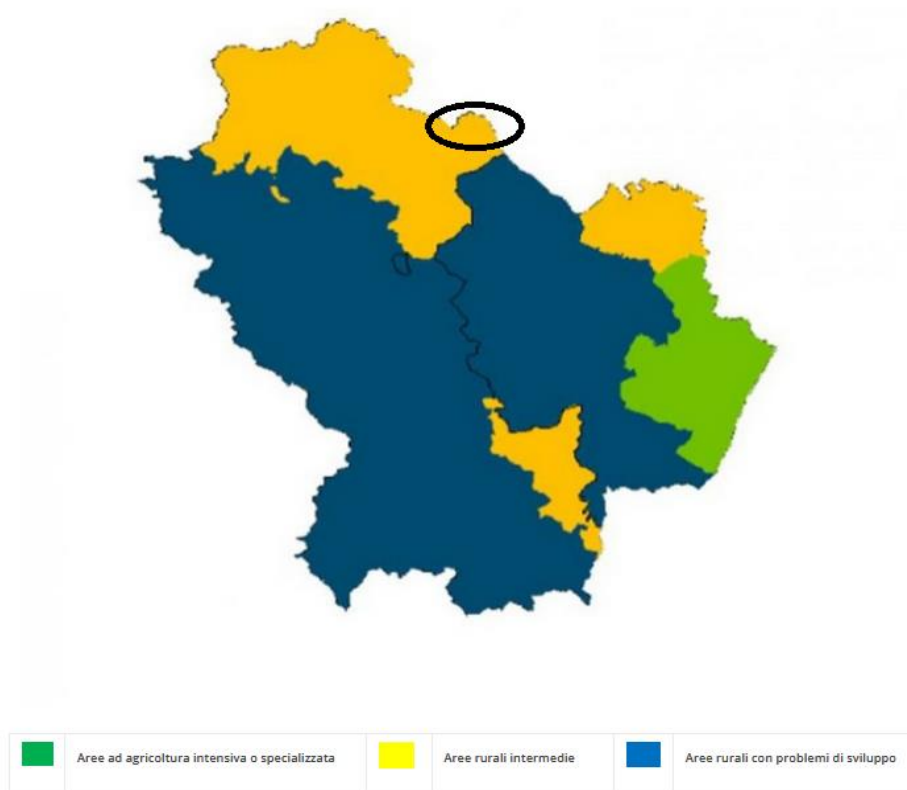 Aree ad agricoltura intensiva o specializzata
Aree rurali intermedie
Aree rurali con problemi di sviluppo